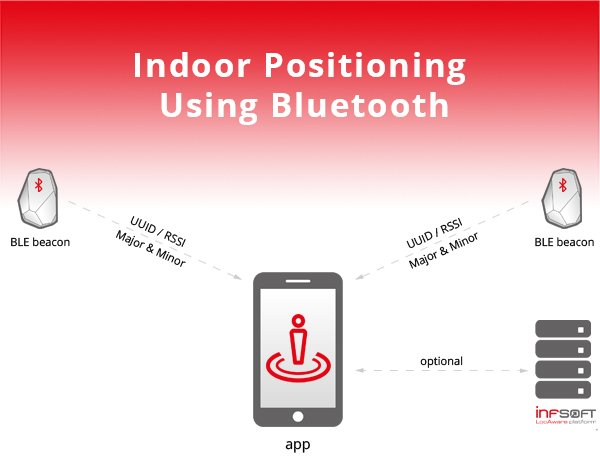 Indoor Positioning
Using Bluetooth
BLE beacon
UUID / RSSI
Major & Minor
UUID / RSSI
Major & Minor
BLE beacon
optional
infsoft
LocAware platform
app